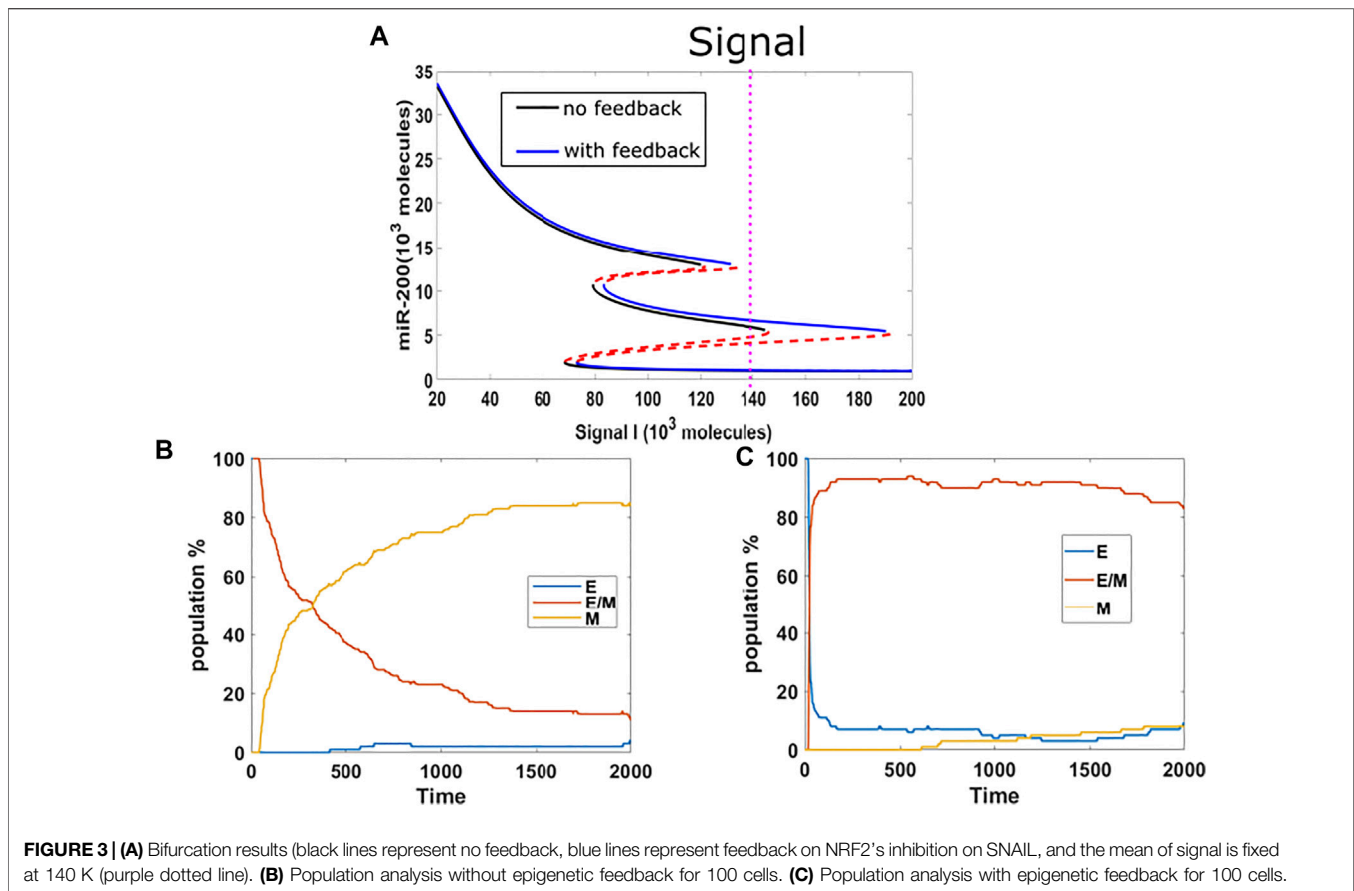 A
Signal
35
30
25
20
15
10
5
0
miR-200(10³ molecules)
no feedback
with feedback
20 40 60 80 100 120 140 160 180 200
Signal I (10³ molecules)
B
100
80
60
40
20
0
population %
E
E/M
M
0 500 1000 1500 2000
Time
C
100
80
60
40
20
0
population %
E
E/M
M
0 500 1000 1500 2000
Time
FIGURE 3 | (A) Bifurcation results (black lines represent no feedback, blue lines represent feedback on NRF2's inhibition on SNAIL, and the mean of signal is fixed
at 140 K (purple dotted line). (B) Population analysis without epigenetic feedback for 100 cells. (C) Population analysis with epigenetic feedback for 100 cells.